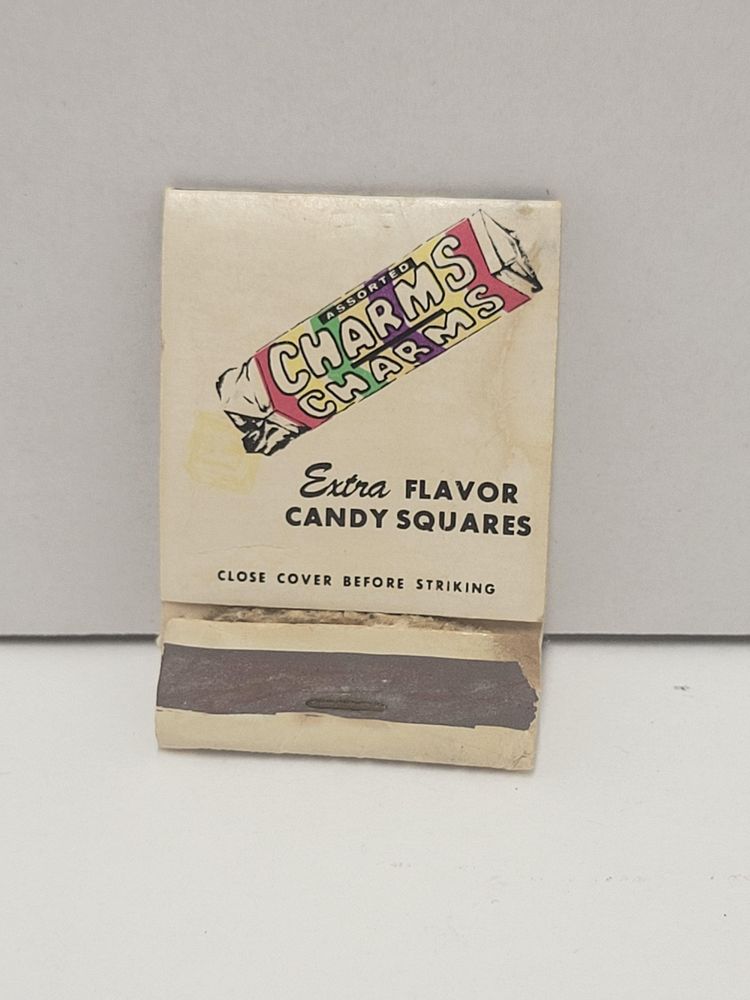 ASSORTED
CHARMS
CHARMS
Extra FLAVOR
CANDY SQUARES
CLOSE COVER BEFORE STRIKING